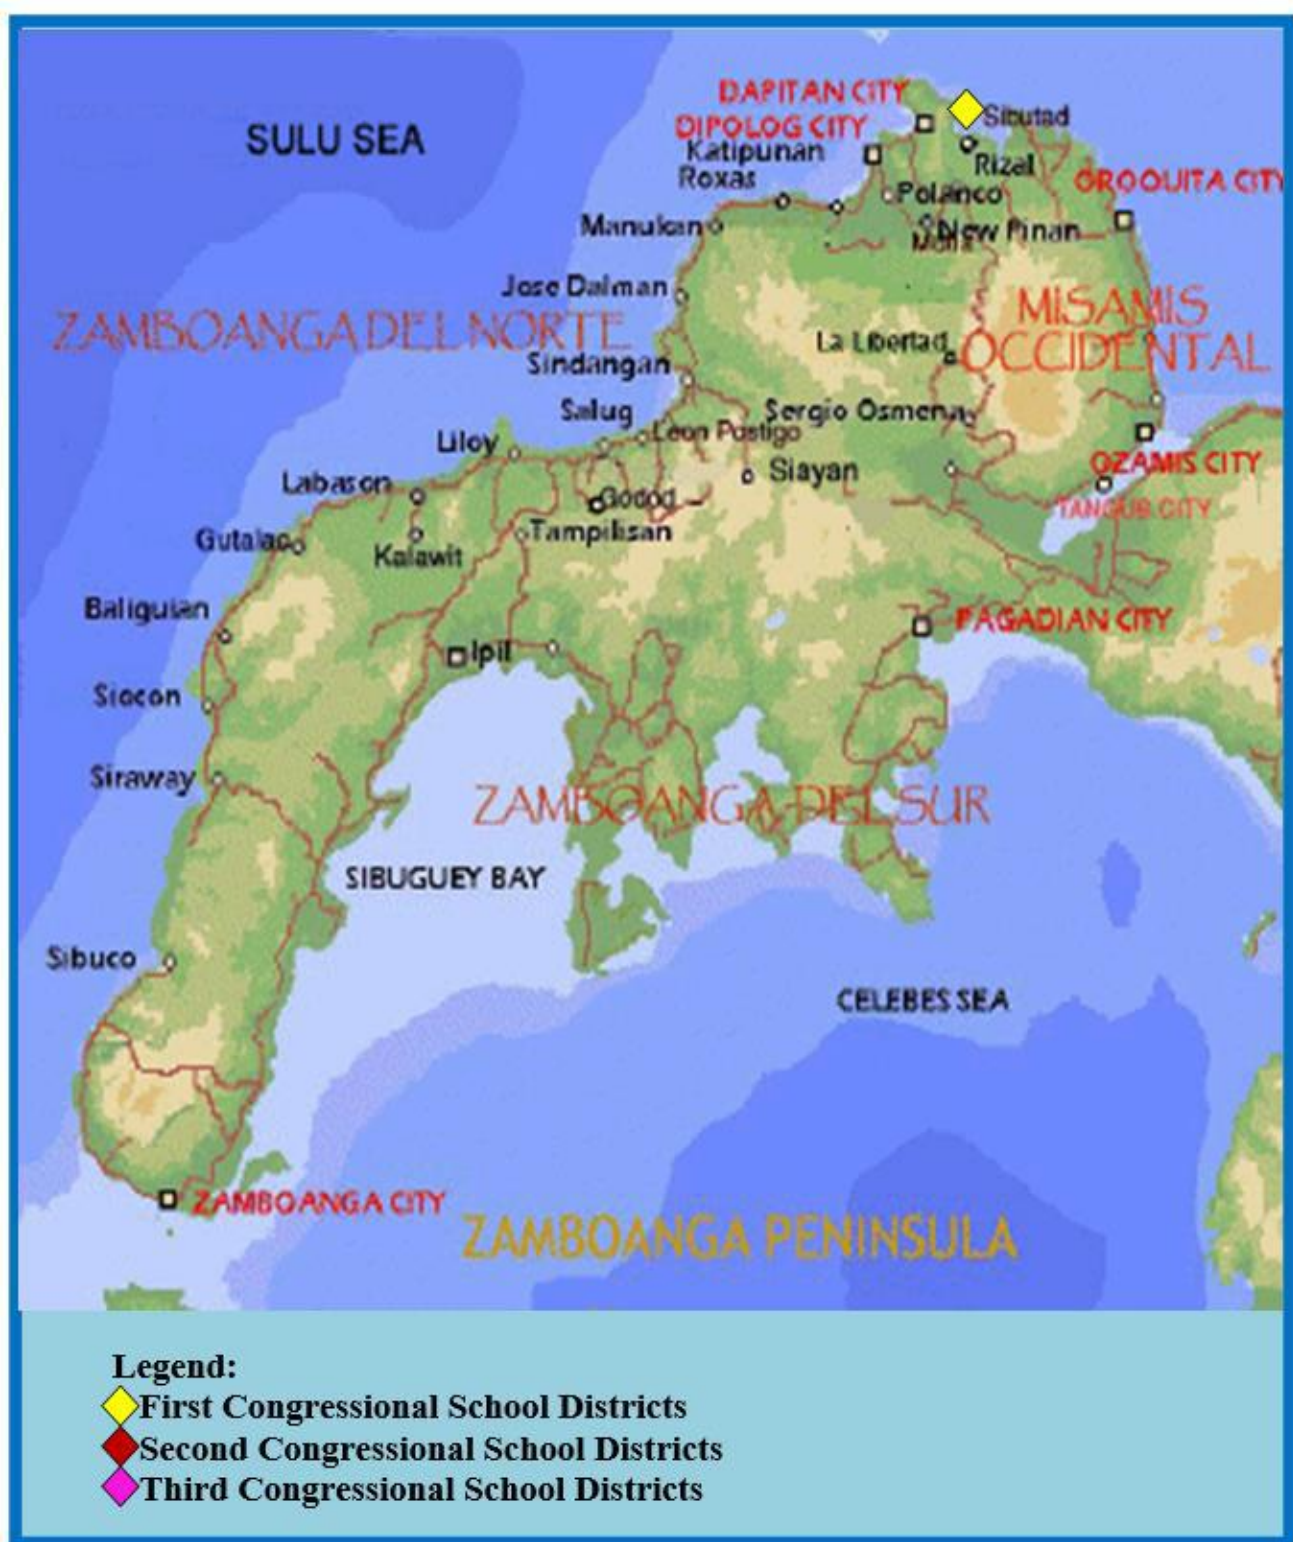 DAPITAN CITY
Sibutad
SULU SEA
DIPOLOG CITY
Katipunan
Rizal
Roxas
OROQUITA CITY
Polanco
Manukan
New Pinan
Jose Dalman
MISAMIS
OCCIDENTAL
ZAMBOANGA DEL NORTE
La Libertad
Sindangan
Salug
Sergio Osmena
Leon Postigo
Liloy
Siayan
OZAMIS CITY
Labason
Godod
TANGUB CITY
Gutalac
Tampilisan
Kalawit
Baliguian
PAGADIAN CITY
Ipil
Siocon
Siraway
ZAMBOANGA DEL SUR
SIBUGUEY BAY
Sibuco
CELEBES SEA
ZAMBOANGA CITY
ZAMBOANGA PENINSULA
Legend:
First Congressional School Districts
Second Congressional School Districts
Third Congressional School Districts